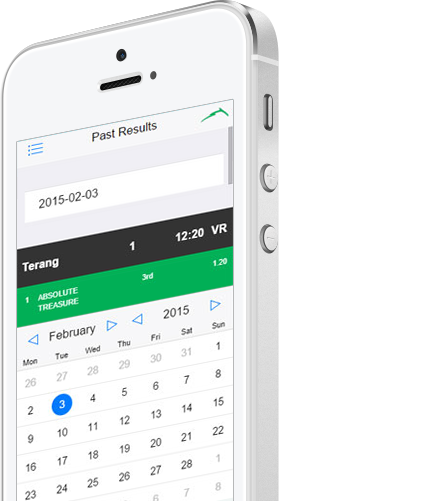 Past Results
2015-02-03
Terang 1 12:20 VR
1 ABSOLUTE TREASURE 3rd 1.20
February 2015
Mon Tue Wed Thu Fri Sat Sun
26 27 28 29 30 31 1
2 3 4 5 6 7 8
9 10 11 12 13 14 15
16 17 18 19 20 21 22
23 24 25 26 27 28 1
6 7 8